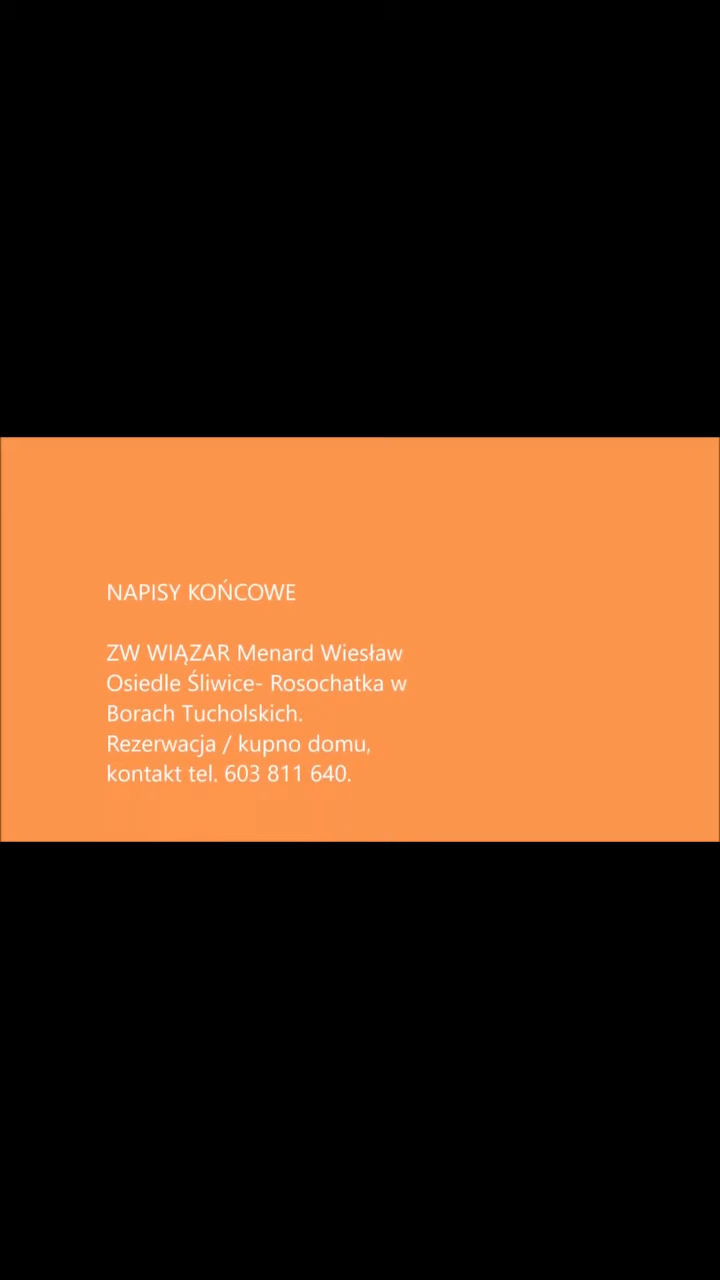 NAPISY KOŃCOWE
ZW WIĄZAR Menard Wiesław
Osiedle Śliwice- Rosochatka w
Borach Tucholskich.
Rezerwacja / kupno domu,
kontakt tel. 603 811 640.